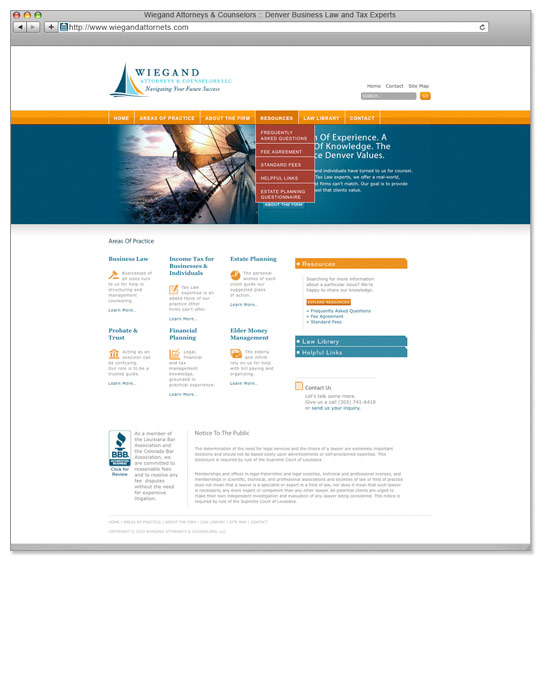 Wiegand Attorneys & Counselors :: Denver Business Law and Tax Experts
http://www.wiegandattornets.com
WIEGAND
ATTORNEYS & COUNSELORS LLC
Navigating Your Future Success
Home Contact Site Map
SEARCH...
GO
HOME AREAS OF PRACTICE ABOUT THE FIRM RESOURCES LAW LIBRARY CONTACT
FREQUENTLY
ASKED QUESTIONS
FEE AGREEMENT
STANDARD FEES
HELPFUL LINKS
ESTATE PLANNING
QUESTIONNAIRE
Of Experience. A
Of Knowledge. The
ce Denver Values.
and individuals have turned to us for counsel.
Tax Law experts, we offer a real-world,
t firms can't match. Our goal is to provide
sel that clients value.
ABOUT THE FIRM
Areas Of Practice
Business Law
Businesses of
all sizes turn
to us for help in
structuring and
management
counseling.
Learn More..
Income Tax for
Businesses &
Individuals
Tax Law
expertise is an
added facet of our
practice other
firms can't offer.
Learn More..
Estate Planning
The personal
wishes of each
client guide our
suggested plans
of action.
Learn More..
Probate &
Trust
Acting as an
executor can
be confusing.
Our role is to be a
trusted guide.
Learn More..
Financial
Planning
Legal,
financial
and tax
management
knowledge,
grounded in
practical experience.
Learn More..
Elder Money
Management
The elderly
and infirm
rely on us for help
with bill paying and
organizing.
Learn More..
Resources
Searching for more information
about a particular issue? We're
happy to share our knowledge.
EXPLORE RESOURCES
» Frequently Asked Questions
» Fee Agreement
» Standard Fees
Law Library
Helpful Links
Contact Us
Let's talk some more.
Give us a call (303) 741-6410
or send us your inquiry.
BBB
Click for
Review
As a member of
the Louisiana Bar
Association and
the Colorado Bar
Association, we
are committed to
reasonable fees
and to resolve any
fee disputes
without the need
for expensive
litigation.
Notice To The Public
The determination of the need for legal services and the choice of a lawyer are extremely important
decisions and should not be based solely upon advertisements or self-proclaimed expertise. This
disclosure is required by rule of the Supreme Court of Louisiana.
Memberships and offices in legal fraternities and legal societies, technical and professional licenses, and
memberships in scientific, technical, and professional associations and societies of law or field of practice
does not mean that a lawyer is a specialist or expert in a field of law, nor does it mean that such lawyer
is necessarily any more expert or competent than any other lawyer. All potential clients are urged to
make their own independent investigation and evaluation of any lawyer being considered. This notice is
required by rule of the Supreme Court of Louisiana.
HOME | AREAS OF PRACTICE | ABOUT THE FIRM | LAW LIBRARY | SITE MAP | CONTACT
COPYRIGHT © 2010 WIEGAND ATTORNEYS & COUNSELORS, LLC